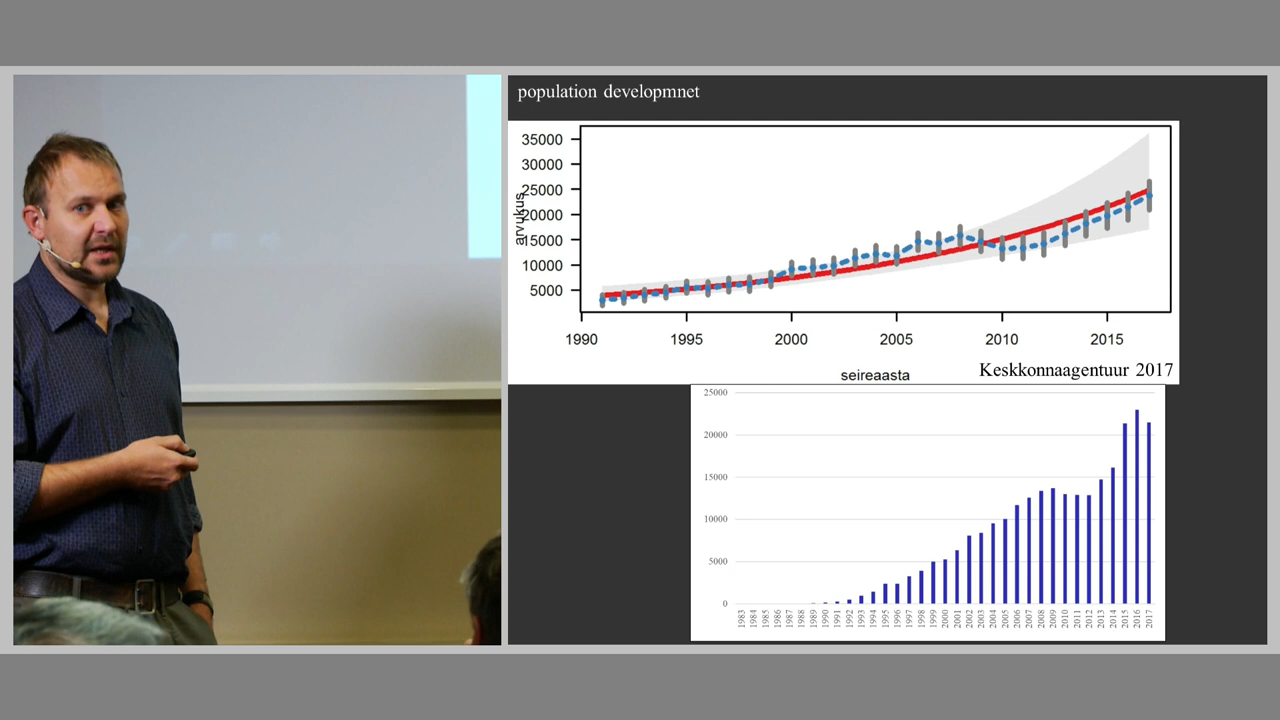 population developmnet
35000
30000
25000
20000
15000
10000
5000
arvukus
1990 1995 2000 2005 2010 2015
seireaasta
Keskkonnaagentuur 2017
25000
20000
15000
10000
5000
0
1983 1984 1985 1986 1987 1988 1989 1990 1991 1992 1993 1994 1995 1996 1997 1998 1999 2000 2001 2002 2003 2004 2005 2006 2007 2008 2009 2010 2011 2012 2013 2014 2015 2016 2017